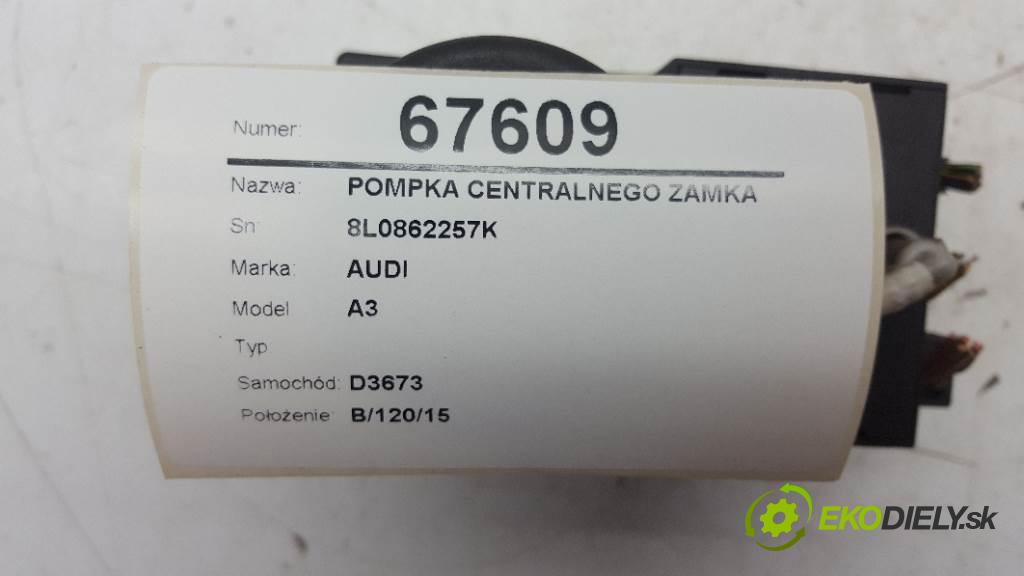 Numer: 67609
Nazwa: POMPKA CENTRALNEGO ZAMKA
Sn: 8L0862257K
Marka: AUDI
Model A3
Typ
Samochód: D3673
Położenie: B/120/15
EKODIELY.sk